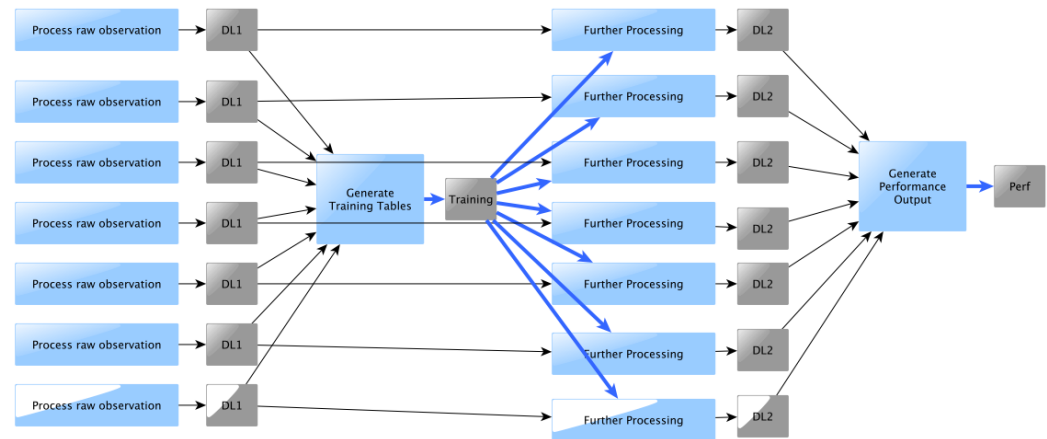 Process raw observation
DL1
Further Processing
DL2
Process raw observation
DL1
Further Processing
DL2
Process raw observation
DL1
Further Processing
DL2
Generate
Training Tables
Training
Generate
Performance
Output
Perf
Process raw observation
DL1
Further Processing
DL2
Process raw observation
DL1
Further Processing
DL2
Process raw observation
DL1
Further Processing
DL2
Process raw observation
DL1
Further Processing
DL2